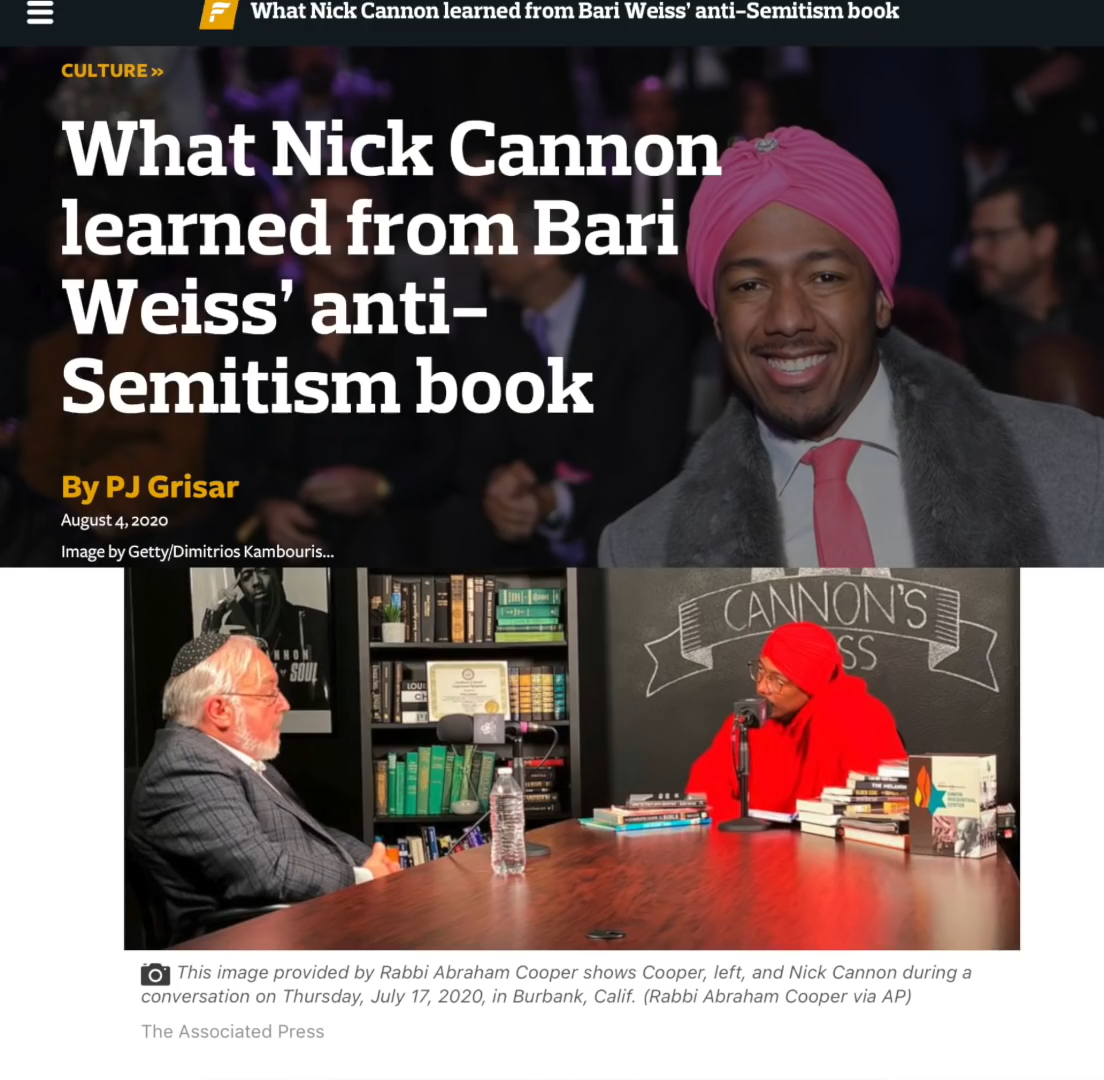 What Nick Cannon learned from Bari Weiss' anti-Semitism book
CULTURE »
What Nick Cannon
learned from Bari
Weiss' anti-
Semitism book
By PJ Grisar
August 4, 2020
Image by Getty/Dimitrios Kambouris...
SOUL
CANNON'S
SS
This image provided by Rabbi Abraham Cooper shows Cooper, left, and Nick Cannon during a
conversation on Thursday, July 17, 2020, in Burbank, Calif. (Rabbi Abraham Cooper via AP)
The Associated Press